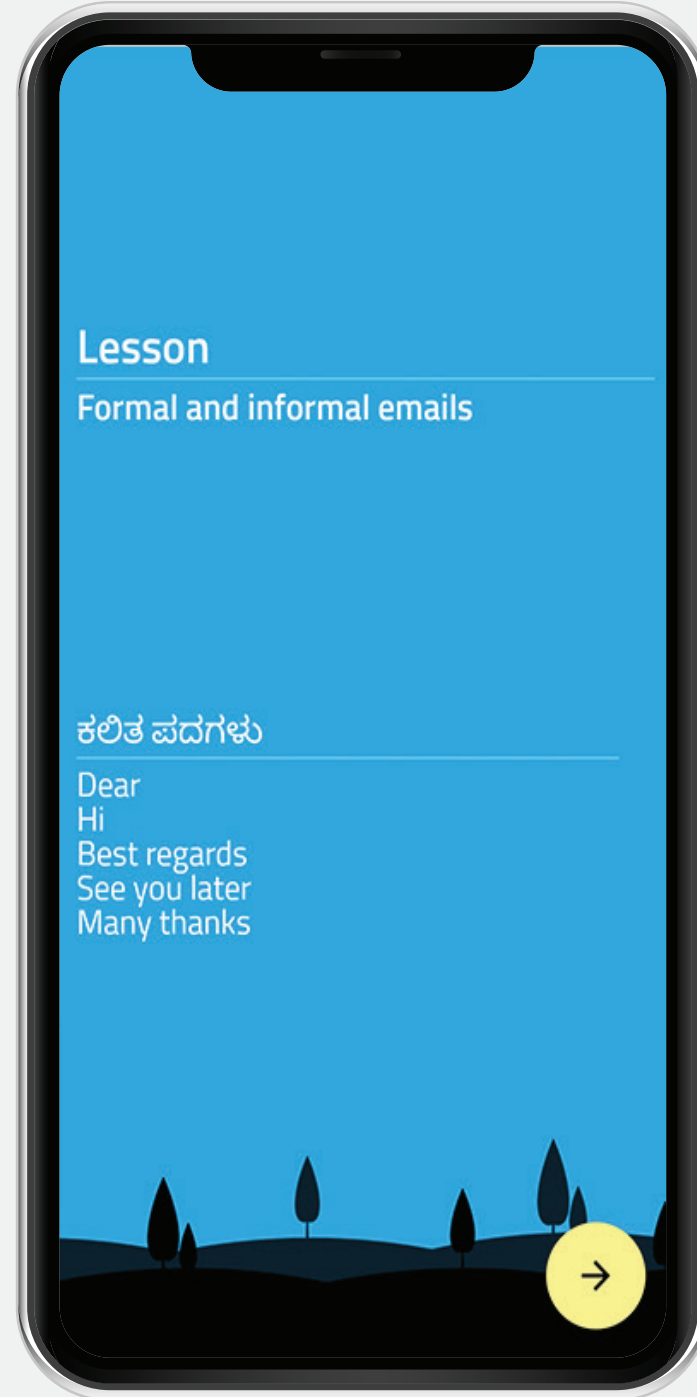 Lesson
Formal and informal emails
ಕಲಿತ ಪದಗಳು
Dear
Hi
Best regards
See you later
Many thanks